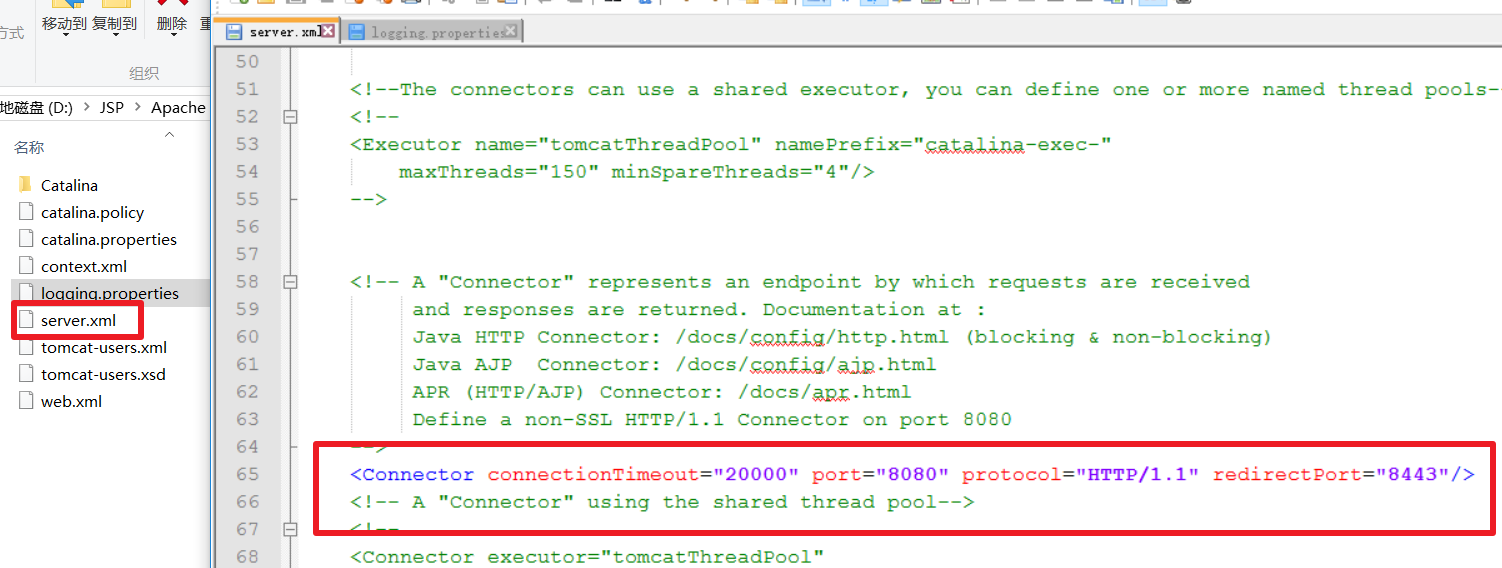 方式
移动到 复制到
删除
组织
地磁盘 (D:) > JSP > Apache
名称
Catalina
catalina.policy
catalina.properties
context.xml
logging.properties
server.xml
tomcat-users.xml
tomcat-users.xsd
web.xml
server.xml logging.properties
50
51 <!--The connectors can use a shared executor, you can define one or more named thread pools-
52 <!--
53 <Executor name="tomcatThreadPool" namePrefix="catalina-exec-"
54 maxThreads="150" minSpareThreads="4"/>
55 -->
56
57
58 <!-- A "Connector" represents an endpoint by which requests are received
59 and responses are returned. Documentation at :
60 Java HTTP Connector: /docs/config/http.html (blocking & non-blocking)
61 Java AJP  Connector: /docs/config/ajp.html
62 APR (HTTP/AJP) Connector: /docs/apr.html
63 Define a non-SSL HTTP/1.1 Connector on port 8080
64 -->
65 <Connector connectionTimeout="20000" port="8080" protocol="HTTP/1.1" redirectPort="8443"/>
66 <!-- A "Connector" using the shared thread pool-->
67 <!--
68 <Connector executor="tomcatThreadPool"